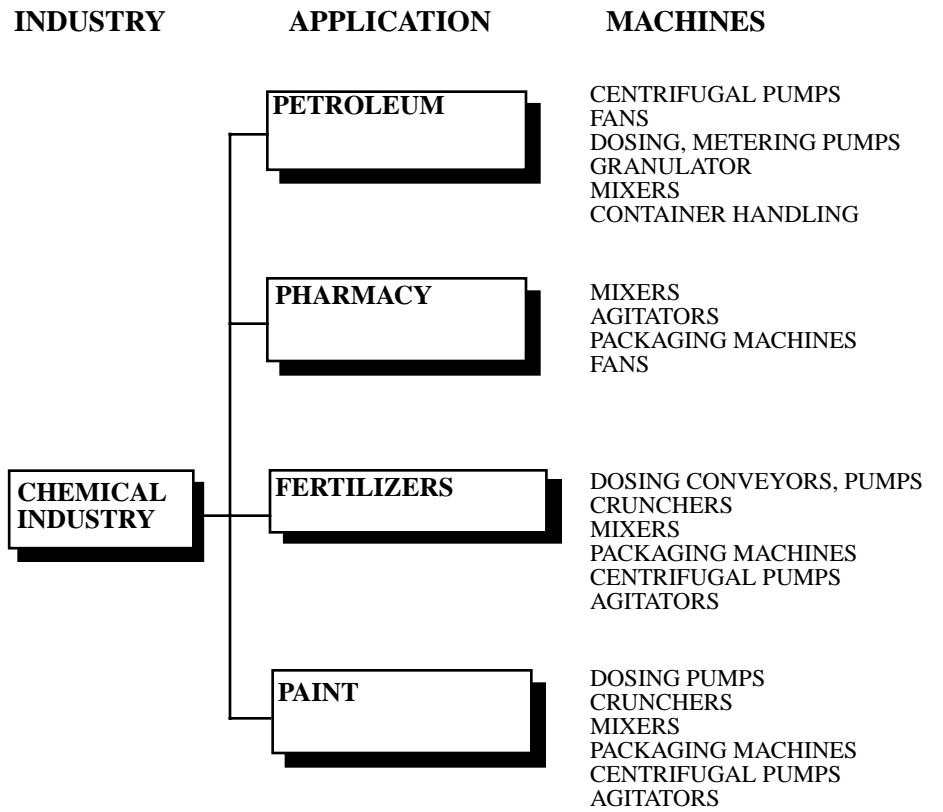 INDUSTRY APPLICATION MACHINES
PETROLEUM
CENTRIFUGAL PUMPS
FANS
DOSING, METERING PUMPS
GRANULATOR
MIXERS
CONTAINER HANDLING
PHARMACY
MIXERS
AGITATORS
PACKAGING MACHINES
FANS
CHEMICAL
INDUSTRY
FERTILIZERS
DOSING CONVEYORS, PUMPS
CRUNCHERS
MIXERS
PACKAGING MACHINES
CENTRIFUGAL PUMPS
AGITATORS
PAINT
DOSING PUMPS
CRUNCHERS
MIXERS
PACKAGING MACHINES
CENTRIFUGAL PUMPS
AGITATORS